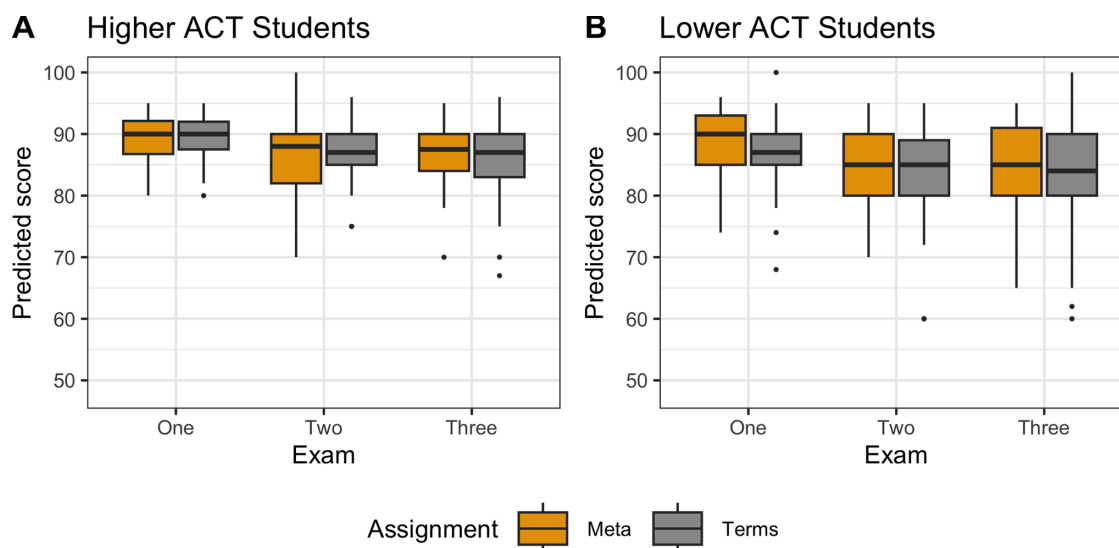 A Higher ACT Students
100
90
80
70
60
50
Predicted score
One Two Three
Exam
B Lower ACT Students
100
90
80
70
60
50
Predicted score
One Two Three
Exam
Assignment Meta Terms